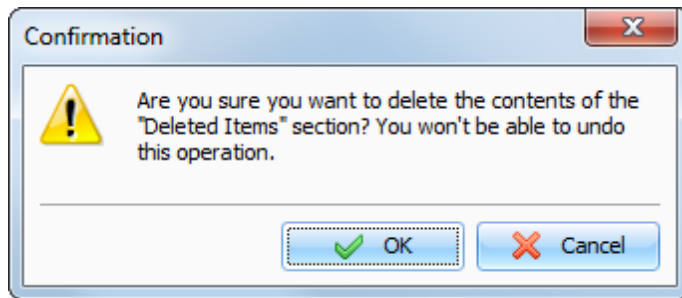 Confirmation
Are you sure you want to delete the contents of the
"Deleted Items" section? You won't be able to undo
this operation.
OK
Cancel